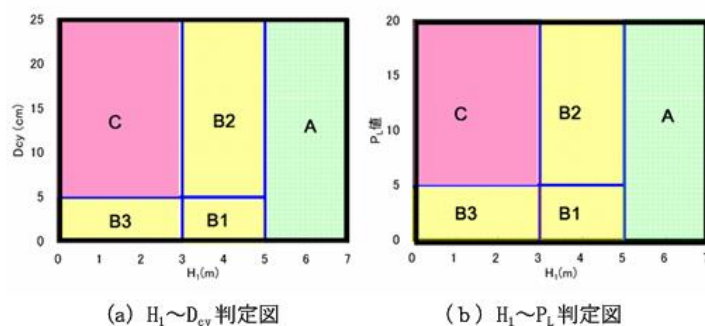 25
20
15
10
5
0
Dcy (cm)
C
B2
A
B3
B1
0 1 2 3 4 5 6 7
H₁(m)
(a) H₁～Dcy判定図
20
15
10
5
0
PL値
C
B2
A
B3
B1
0 1 2 3 4 5 6 7
H₁(m)
(b) H₁～PL判定図